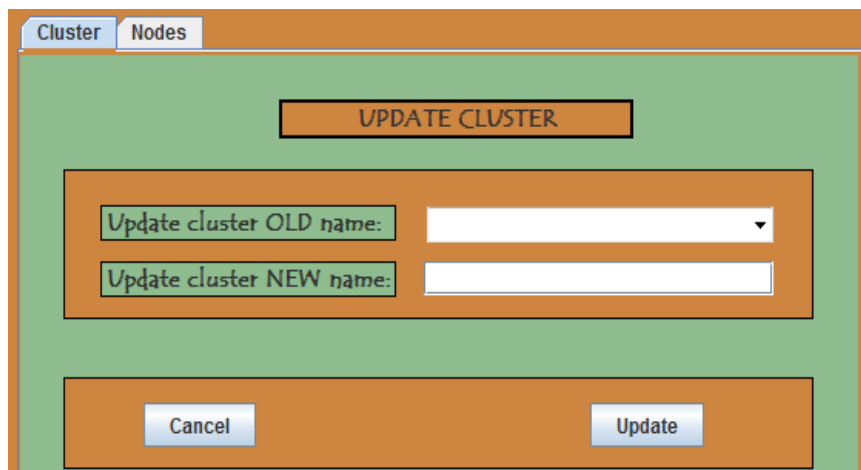 Cluster Nodes
UPDATE CLUSTER
Update cluster OLD name:
Update cluster NEW name:
Cancel Update